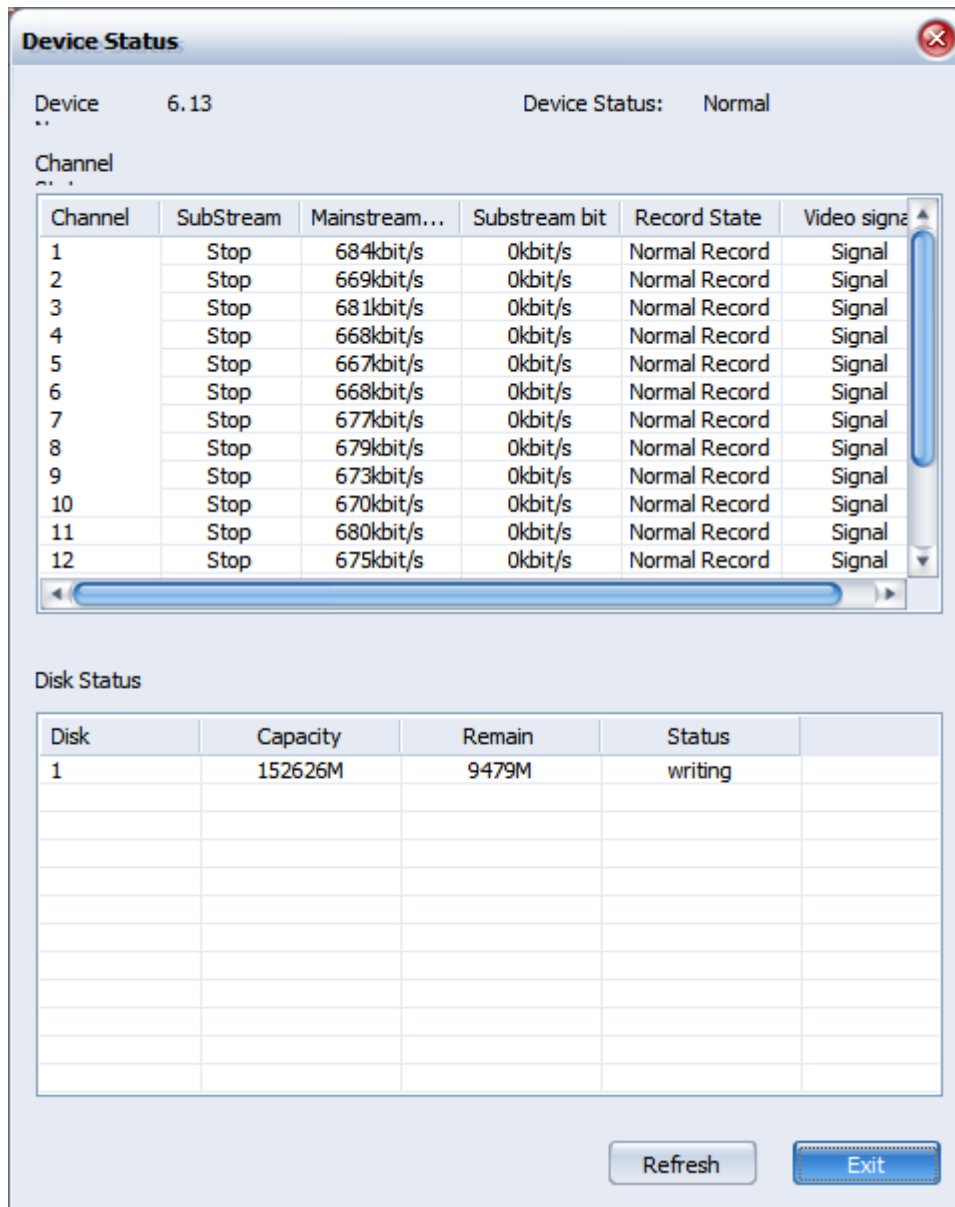 Device Status
Device 6.13 Device Status: Normal
Channel
Channel SubStream Mainstream... Substream bit Record State Video signa
1 Stop 684kbit/s 0kbit/s Normal Record Signal
2 Stop 669kbit/s 0kbit/s Normal Record Signal
3 Stop 681kbit/s 0kbit/s Normal Record Signal
4 Stop 668kbit/s 0kbit/s Normal Record Signal
5 Stop 667kbit/s 0kbit/s Normal Record Signal
6 Stop 668kbit/s 0kbit/s Normal Record Signal
7 Stop 677kbit/s 0kbit/s Normal Record Signal
8 Stop 679kbit/s 0kbit/s Normal Record Signal
9 Stop 673kbit/s 0kbit/s Normal Record Signal
10 Stop 670kbit/s 0kbit/s Normal Record Signal
11 Stop 680kbit/s 0kbit/s Normal Record Signal
12 Stop 675kbit/s 0kbit/s Normal Record Signal
Disk Status
Disk Capacity Remain Status
1 152626M 9479M writing
Refresh Exit